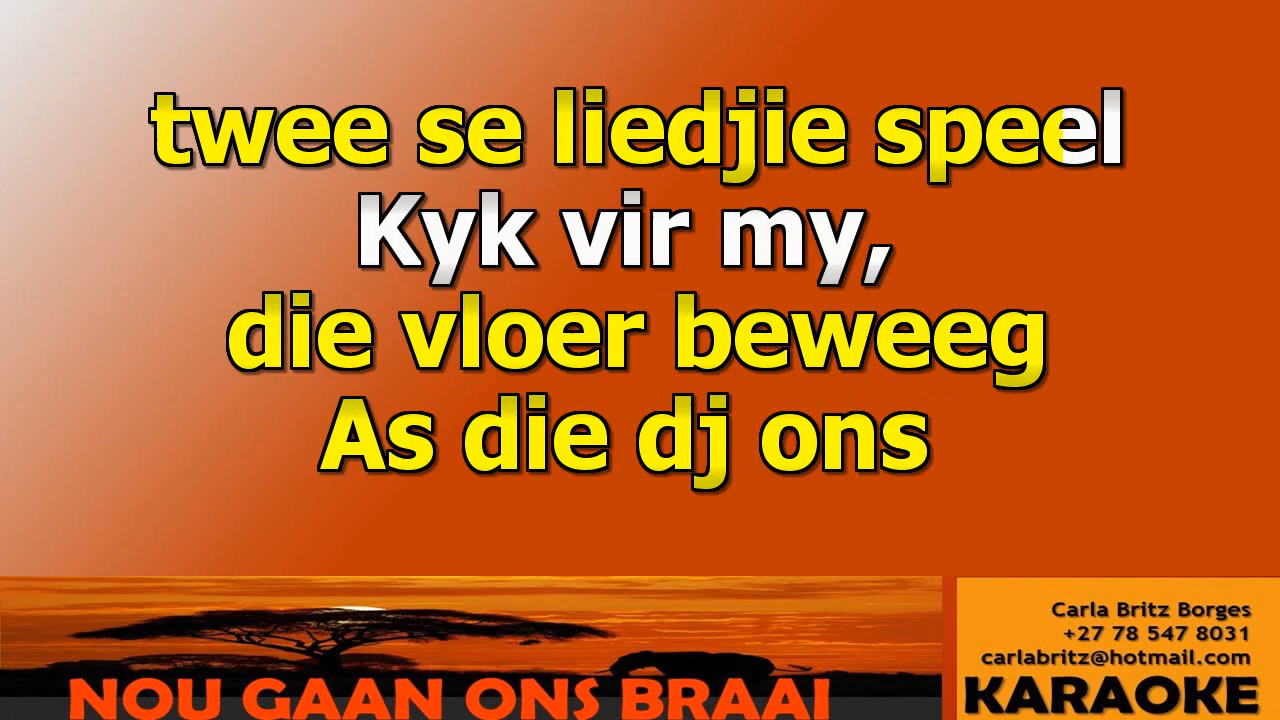 twee se liedjie speel
Kyk vir my,
die vloer beweeg
As die dj ons
NOU GAAN ONS BRAAI
Carla Britz Borges
+27 78 547 8031
carlabritz@hotmail.com
KARAOKE